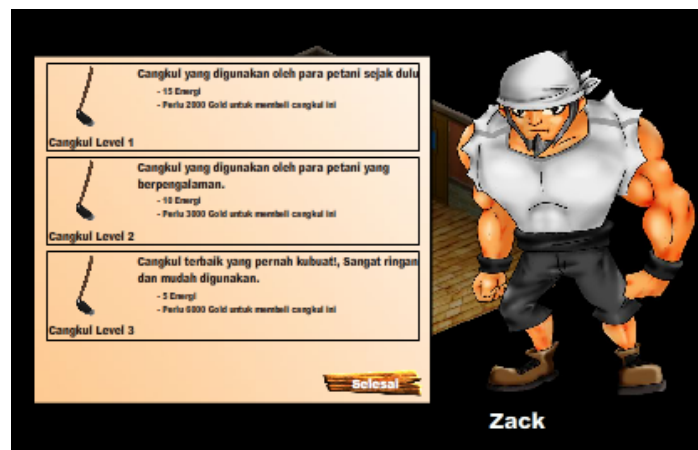 Cangkul yang digunakan oleh para petani sejak dulu
- 15 Energi
- Perlu 2000 Gold untuk membeli cangkul ini
Cangkul Level 1
Cangkul yang digunakan oleh para petani yang
berpengalaman.
- 10 Energi
- Perlu 3000 Gold untuk membeli cangkul ini
Cangkul Level 2
Cangkul terbaik yang pernah kubuat!, Sangat ringan
dan mudah digunakan.
- 5 Energi
- Perlu 6000 Gold untuk membeli cangkul ini
Cangkul Level 3
Selesai
Zack